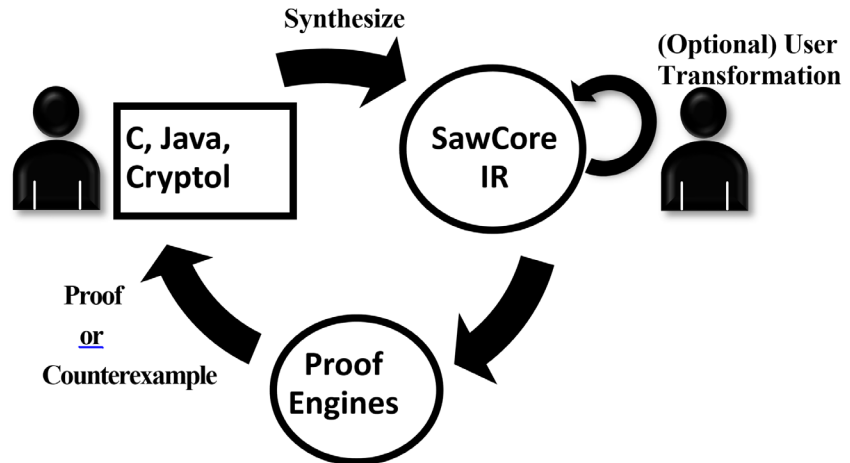 Synthesize
(Optional) User
Transformation
C, Java,
Cryptol
SawCore
IR
Proof
or
Counterexample
Proof
Engines